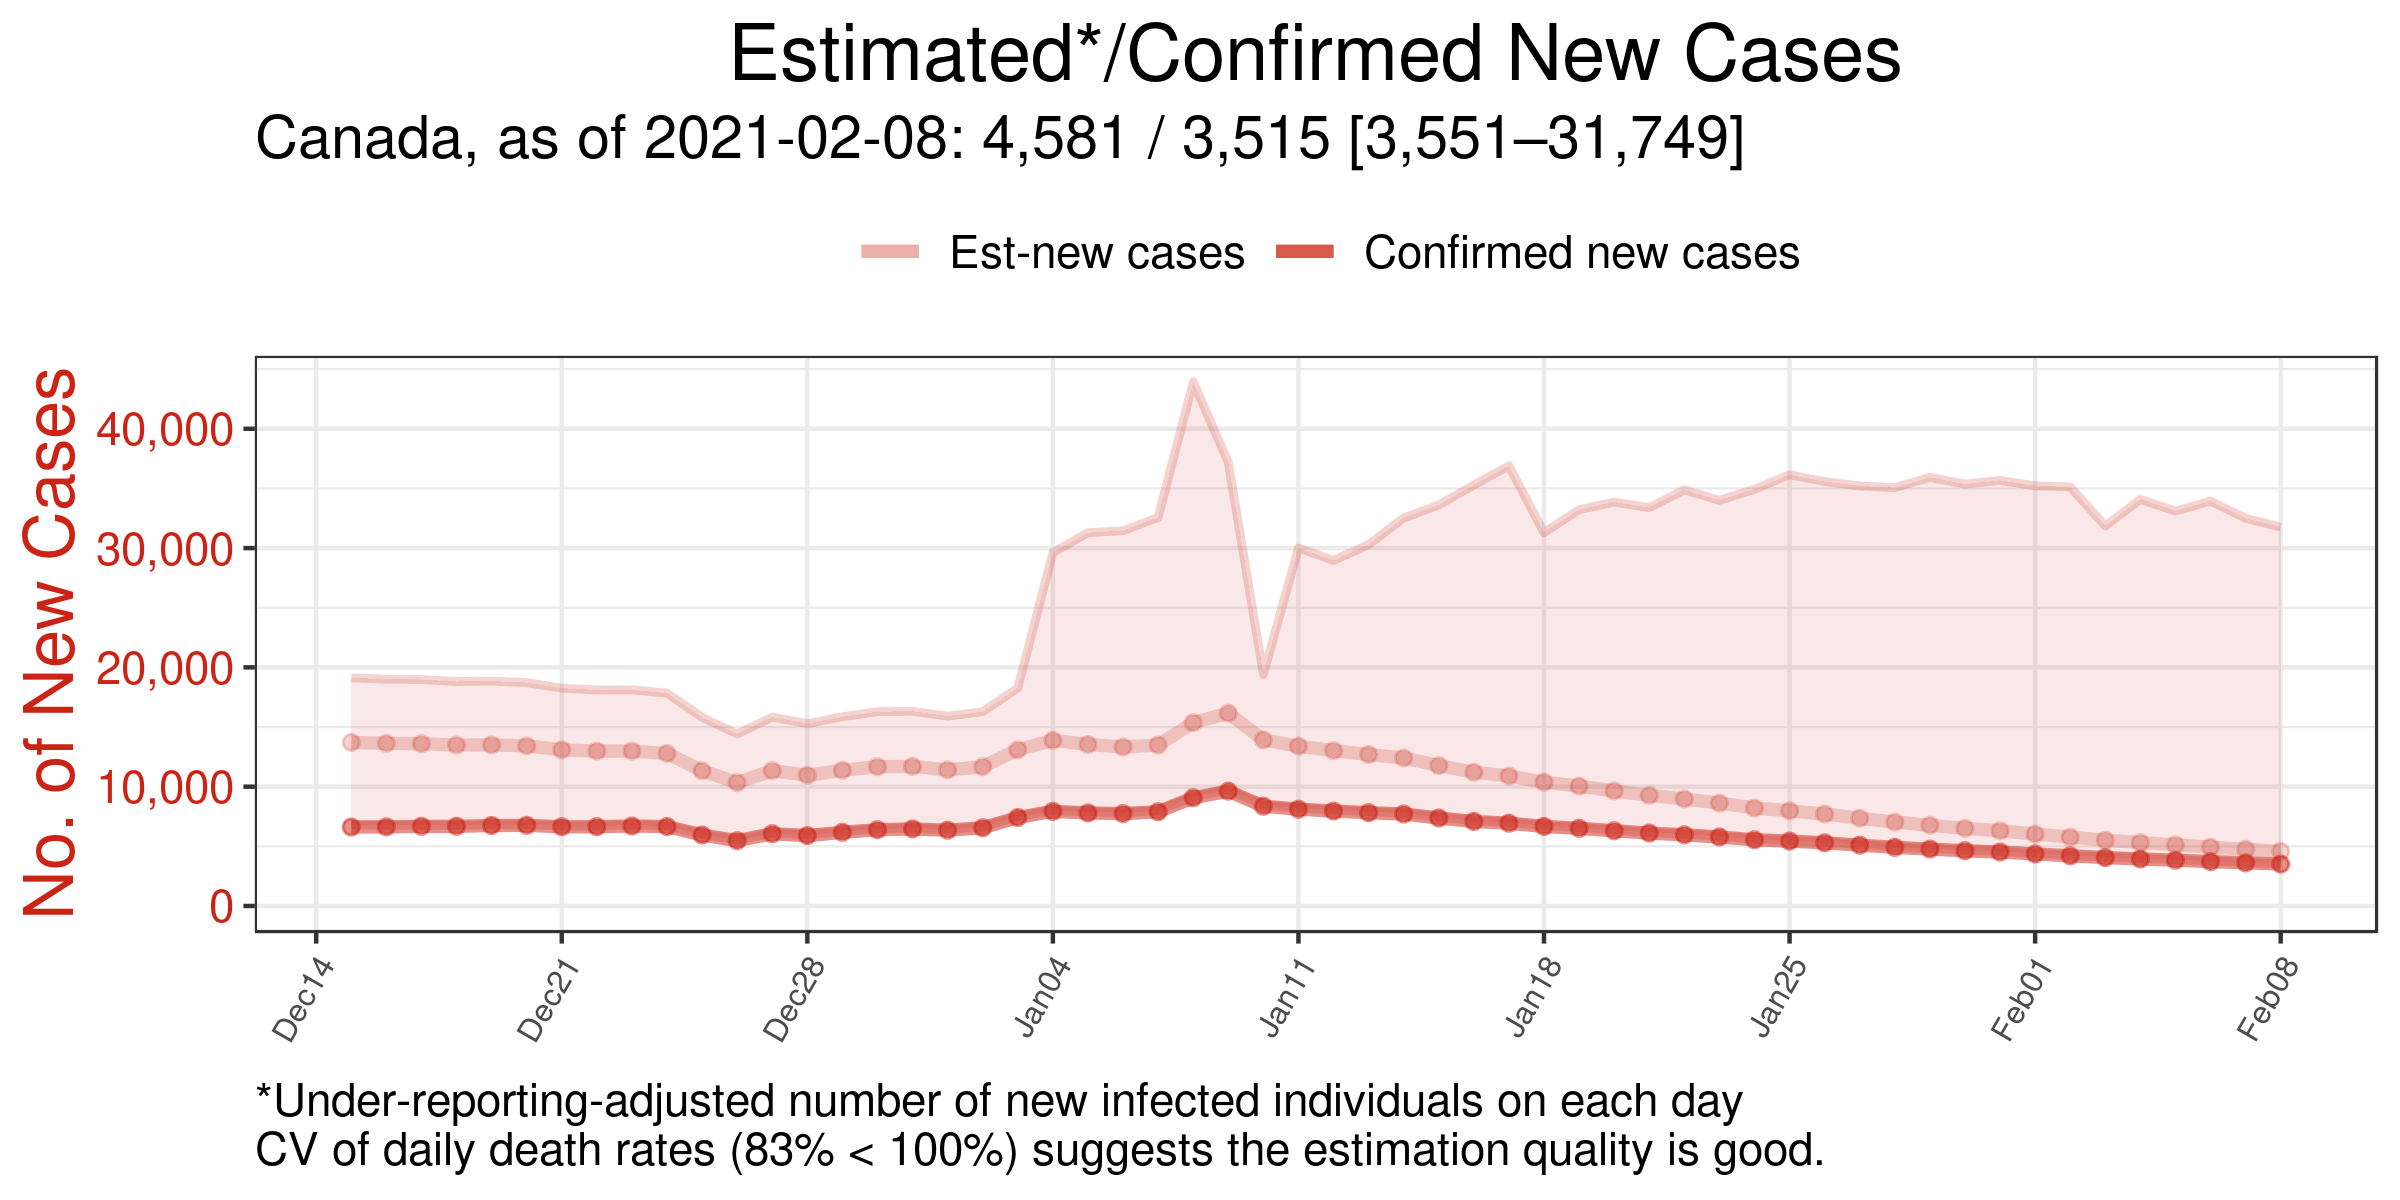 Estimated*/Confirmed New Cases
Canada, as of 2021-02-08: 4,581 / 3,515 [3,551–31,749]
Est-new cases
Confirmed new cases
No. of New Cases
40,000
30,000
20,000
10,000
0
Dec14
Dec21
Dec28
Jan04
Jan11
Jan18
Jan25
Feb01
Feb08
*Under-reporting-adjusted number of new infected individuals on each day
CV of daily death rates (83% < 100%) suggests the estimation quality is good.